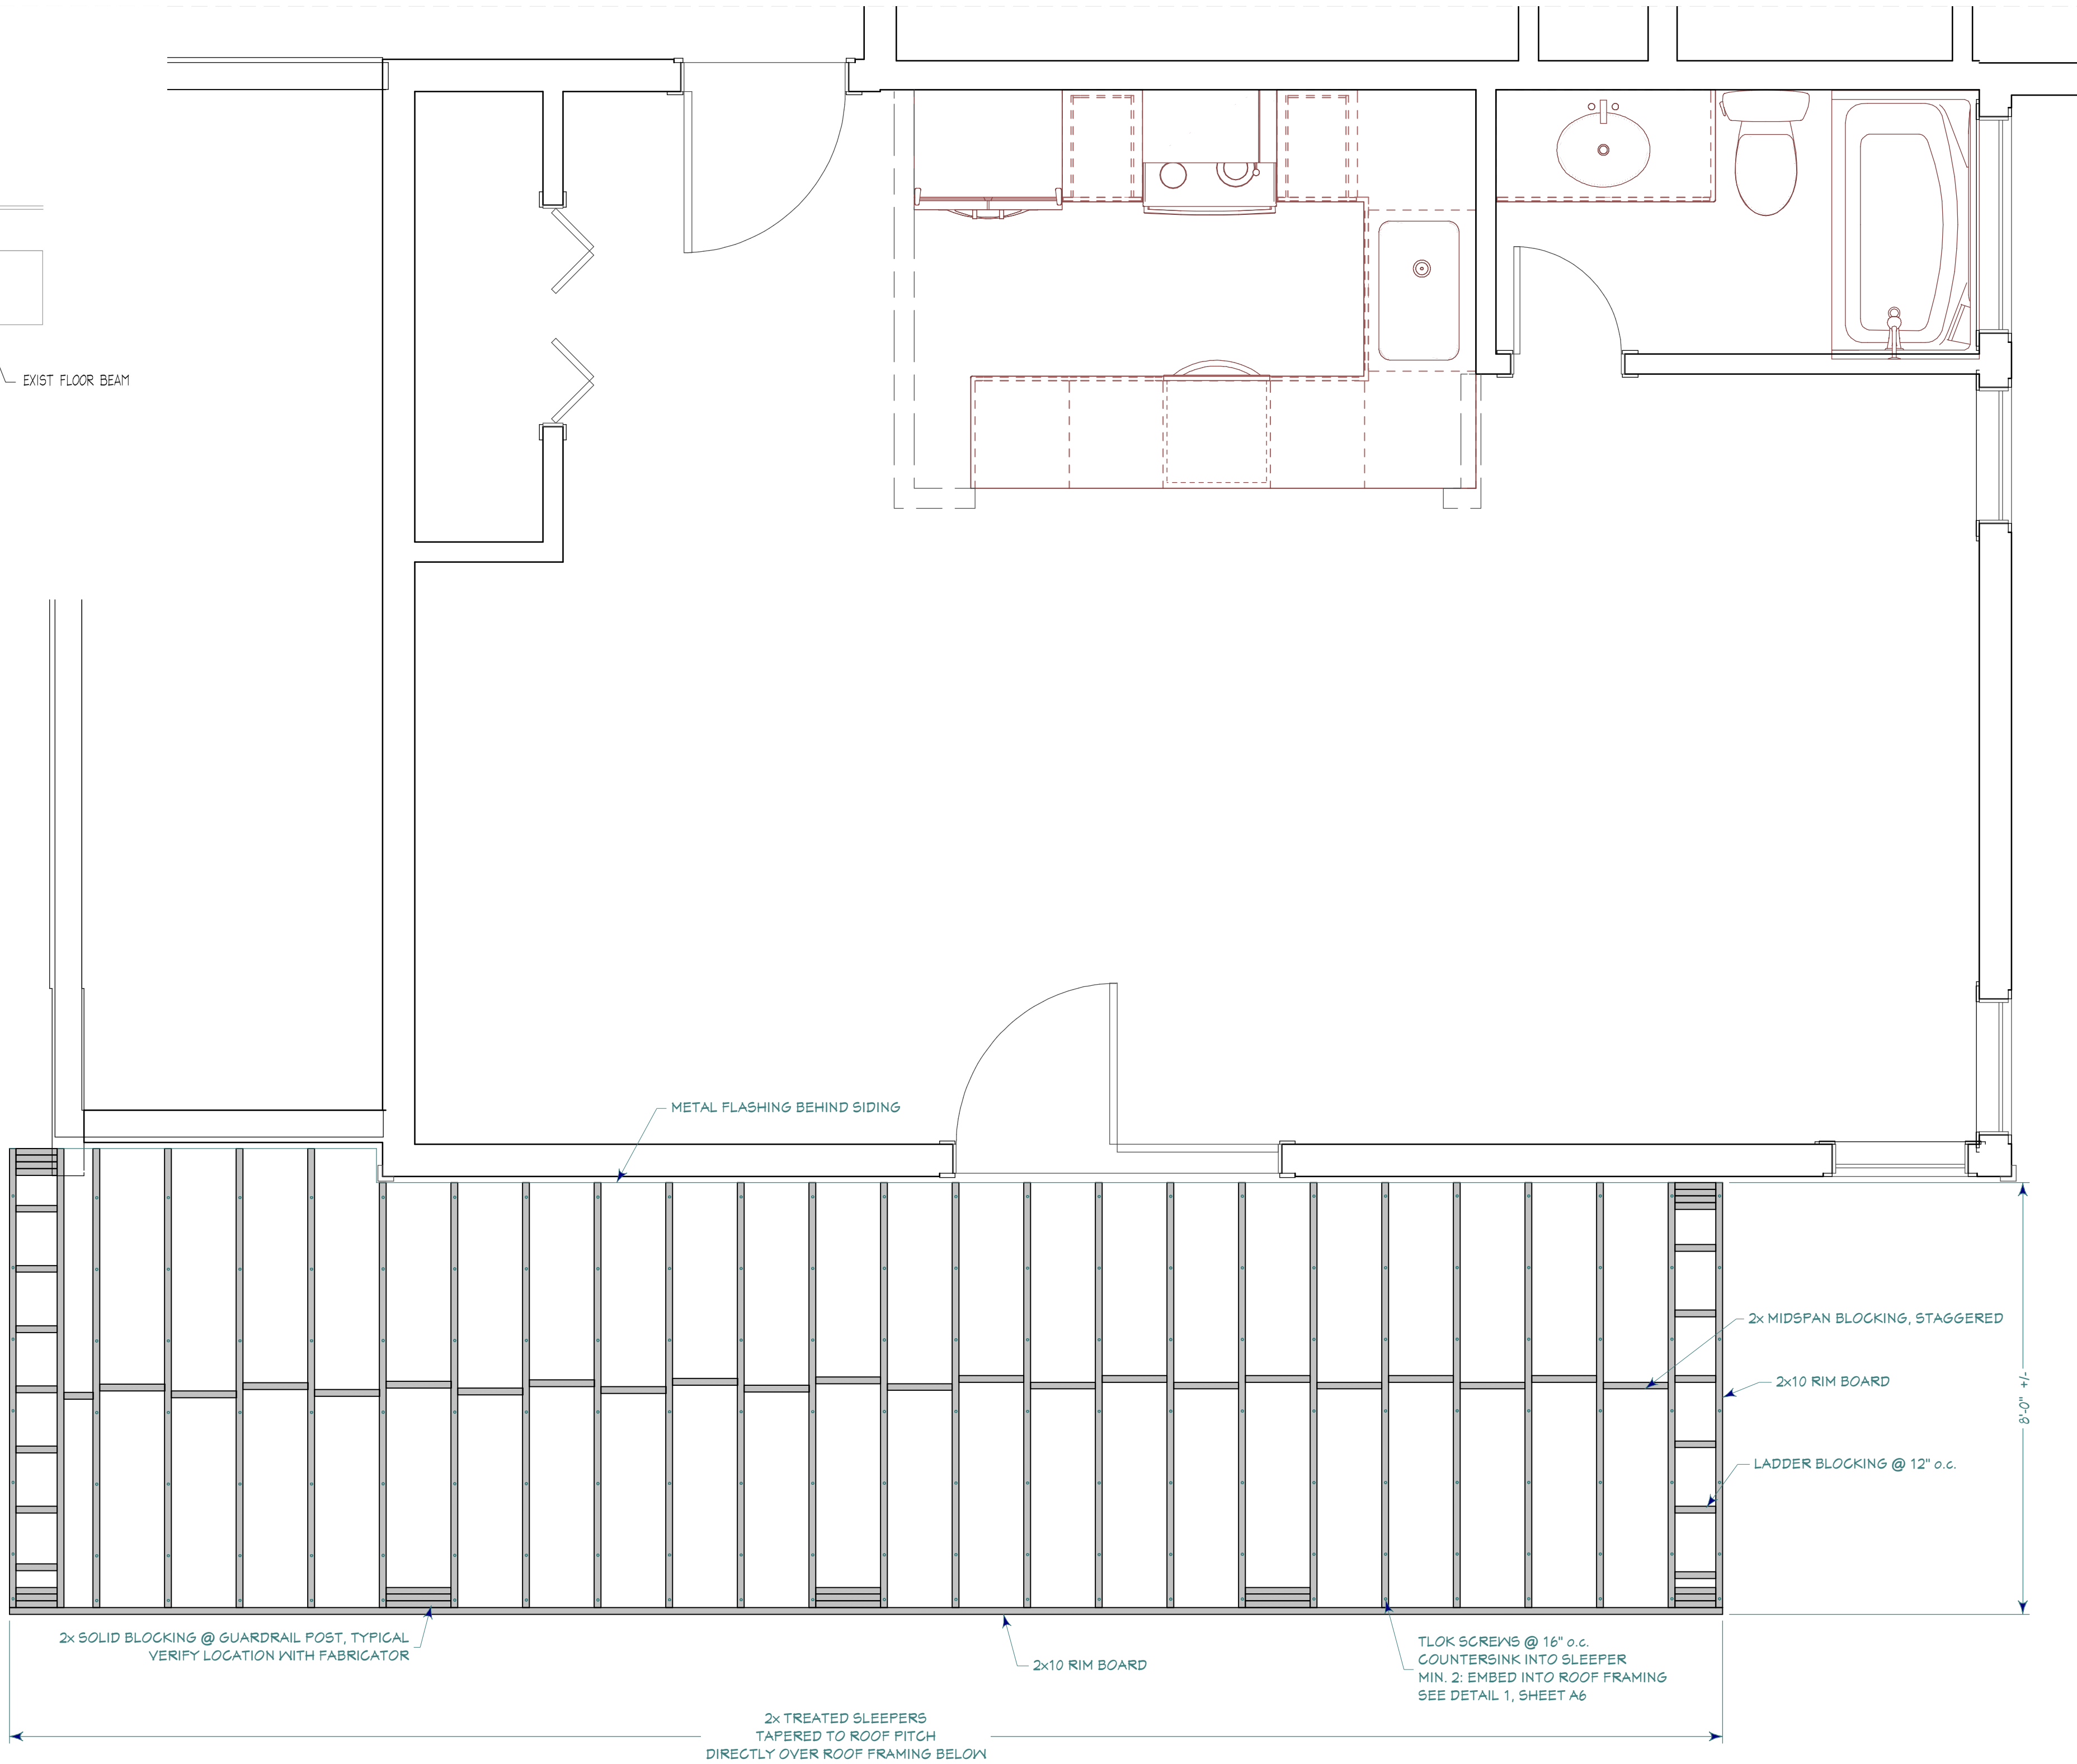 EXIST FLOOR BEAM
METAL FLASHING BEHIND SIDING
2x MIDSPAN BLOCKING, STAGGERED
2x10 RIM BOARD
8'-0" +/-
LADDER BLOCKING @ 12" o.c.
2x SOLID BLOCKING @ GUARDRAIL POST, TYPICAL
VERIFY LOCATION WITH FABRICATOR
2x10 RIM BOARD
TLOK SCREWS @ 16" o.c.
COUNTERSINK INTO SLEEPER
MIN. 2: EMBED INTO ROOF FRAMING
SEE DETAIL 1, SHEET A6
2x TREATED SLEEPERS
TAPERED TO ROOF PITCH
DIRECTLY OVER ROOF FRAMING BELOW